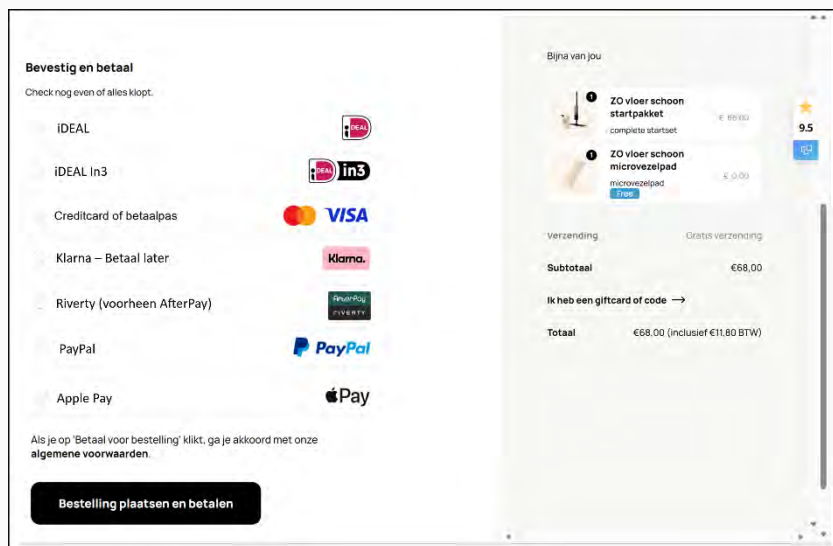 Bevestig en betaal
Check nog even of alles klopt.
iDEAL
iDEAL
iDEAL In3
iDEAL in3
Creditcard of betaalpas
VISA
Klarna – Betaal later
Klarna.
Riverty (voorheen AfterPay)
AfterPay
RIVERTY
PayPal
PayPal
Apple Pay
Pay
Als je op 'Betaal voor bestelling' klikt, ga je akkoord met onze
algemene voorwaarden.
Bestelling plaatsen en betalen
Bijna van jou
1
ZO vloer schoon
startpakket
complete startset
€ 68,00
1
ZO vloer schoon
microvezelpad
microvezelpad
Free
€ 0,00
Verzending Gratis verzending
Subtotaal €68,00
Ik heb een giftcard of code →
Totaal €68,00 (inclusief €11,80 BTW)
9.5